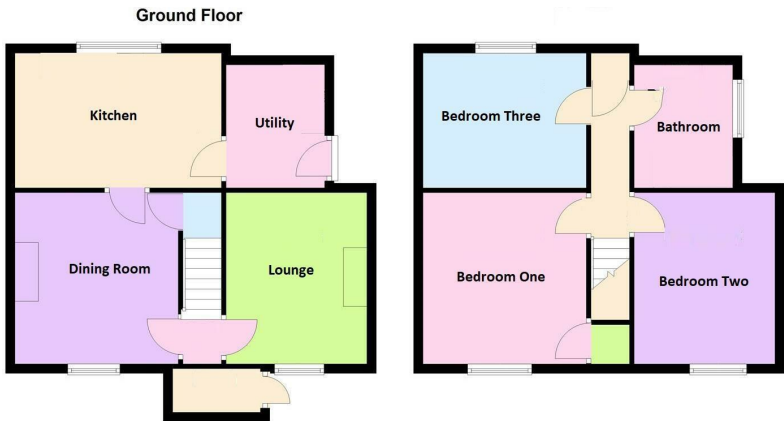 Ground Floor
Kitchen
Utility
Dining Room
Lounge
Bedroom Three
Bathroom
Bedroom One
Bedroom Two